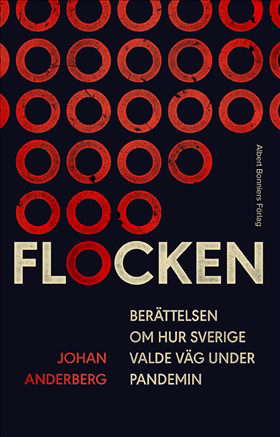 Albert Bonniers Förlag
FLOCKEN
BERÄTTELSEN
OM HUR SVERIGE
VALDE VÄG UNDER
PANDEMIN
JOHAN
ANDERBERG